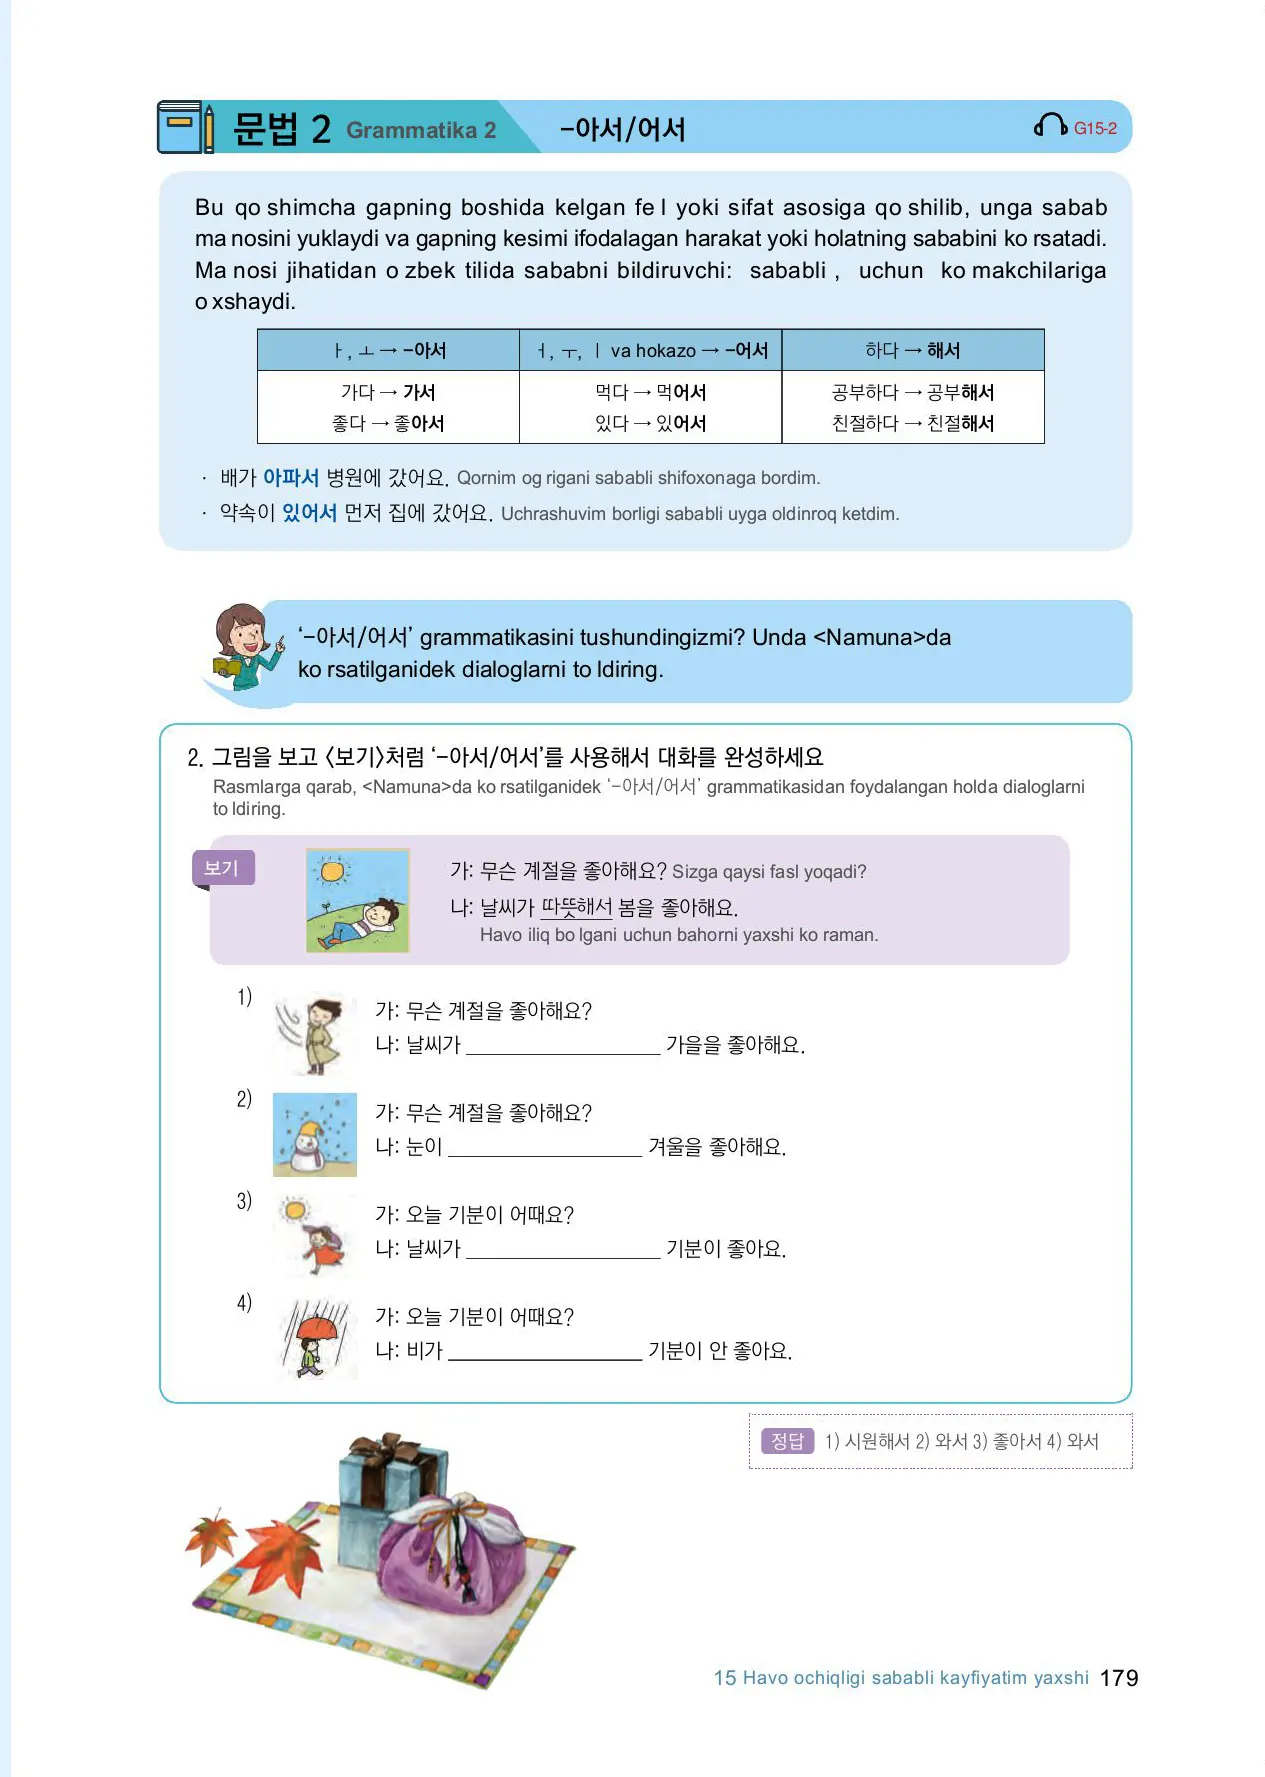 문법 2 Grammatika 2 -아서/어서 G15-2
Bu qo shimcha gapning boshida kelgan fe l yoki sifat asosiga qo shilib, unga sabab
ma nosini yuklaydi va gapning kesimi ifodalagan harakat yoki holatning sababini ko rsatadi.
Ma nosi jihatidan o zbek tilida sababni bildiruvchi: sababli , uchun ko makchilariga
o xshaydi.
ㅏ, ㅗ → -아서 ㅓ, ㅜ, ㅣ va hokazo → -어서 하다 → 해서
가다 → 가서 먹다 → 먹어서 공부하다 → 공부해서
좋다 → 좋아서 있다 → 있어서 친절하다 → 친절해서
· 배가 아파서 병원에 갔어요. Qornim og rigani sababli shifoxonaga bordim.
· 약속이 있어서 먼저 집에 갔어요. Uchrashuvim borligi sababli uyga oldinroq ketdim.
‘-아서/어서’ grammatikasini tushundingizmi? Unda <Namuna>da
ko rsatilganidek dialoglarni to ldiring.
2. 그림을 보고 <보기>처럼 ‘-아서/어서’를 사용해서 대화를 완성하세요
Rasmlarga qarab, <Namuna>da ko rsatilganidek ‘-아서/어서’ grammatikasidan foydalangan holda dialoglarni
to ldiring.
보기
가: 무슨 계절을 좋아해요? Sizga qaysi fasl yoqadi?
나: 날씨가 따뜻해서 봄을 좋아해요.
Havo iliq bo lgani uchun bahorni yaxshi ko raman.
1)
가: 무슨 계절을 좋아해요?
나: 날씨가 ____________________ 가을을 좋아해요.
2)
가: 무슨 계절을 좋아해요?
나: 눈이 ____________________ 겨울을 좋아해요.
3)
가: 오늘 기분이 어때요?
나: 날씨가 ____________________ 기분이 좋아요.
4)
가: 오늘 기분이 어때요?
나: 비가 ____________________ 기분이 안 좋아요.
정답 1) 시원해서 2) 와서 3) 좋아서 4) 와서
15 Havo ochiqligi sababli kayfiyatim yaxshi 179